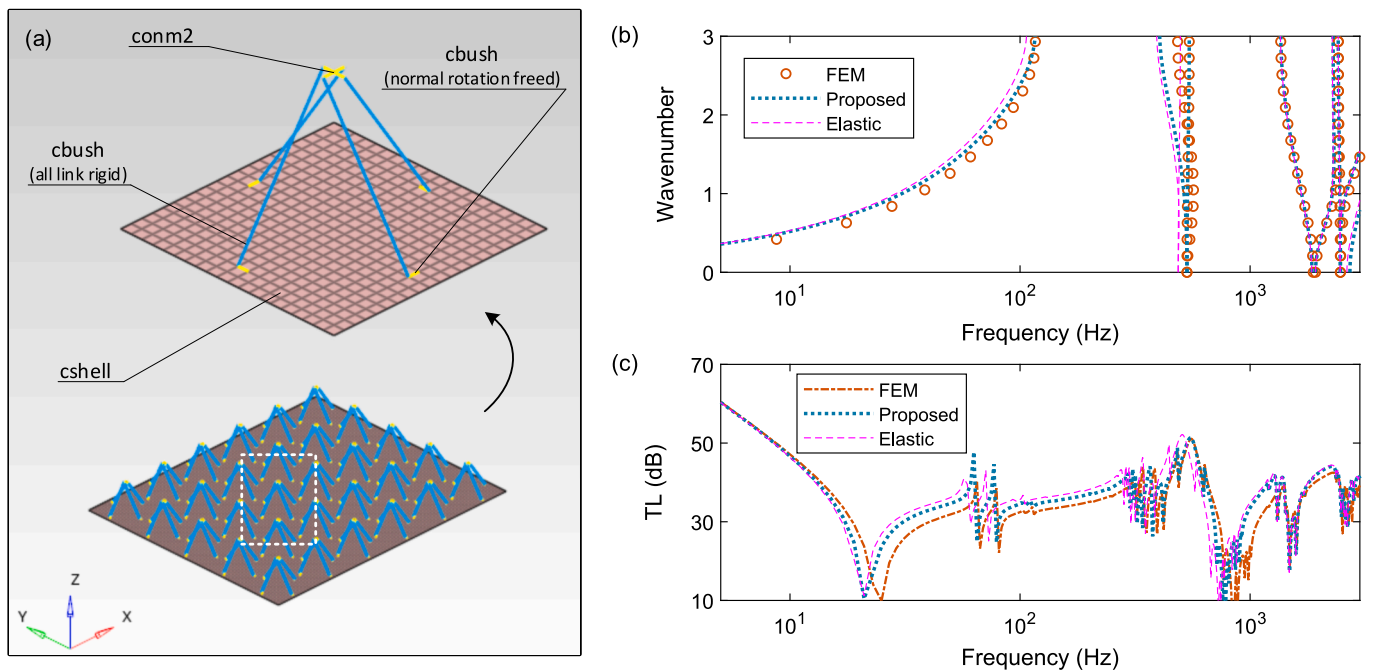 (a)
conm2
cbush
(normal rotation freed)
cbush
(all link rigid)
cshell
Z
Y
X
(b)
3
2
1
0
Wavenumber
FEM
Proposed
Elastic
10^1
10^2
10^3
Frequency (Hz)
(c)
70
50
30
10
TL (dB)
FEM
Proposed
Elastic
10^1
10^2
10^3
Frequency (Hz)